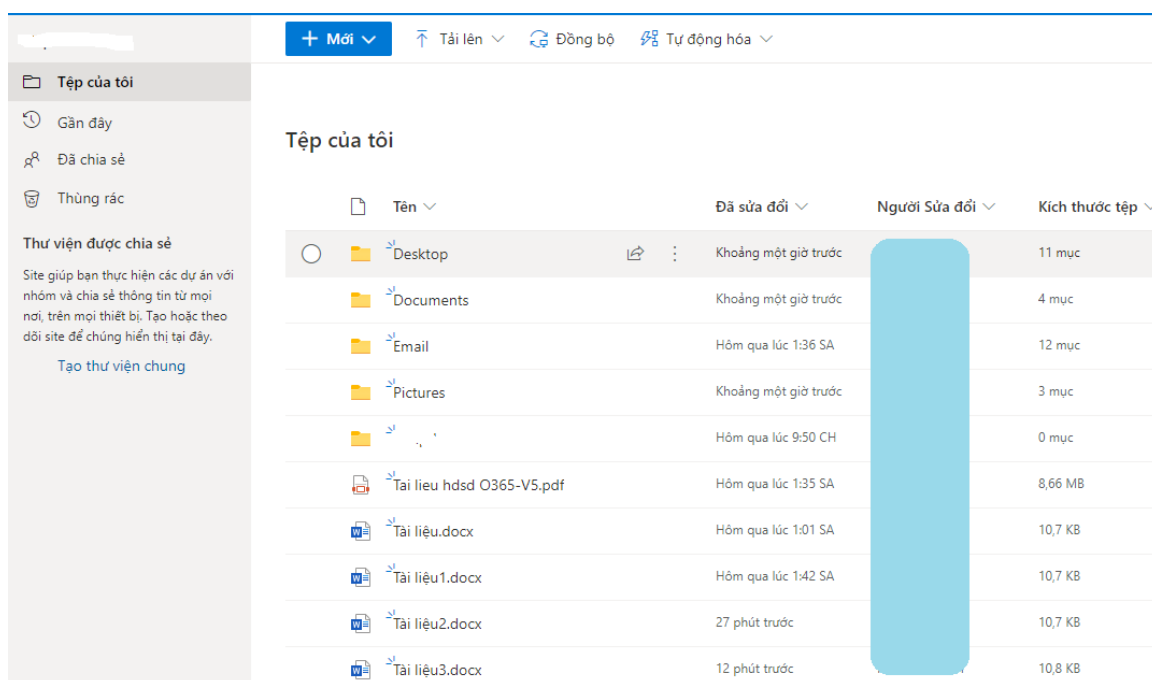 Mới
Tải lên
Đồng bộ
Tự động hóa
Tệp của tôi
Gần đây
Đã chia sẻ
Thùng rác
Thư viện được chia sẻ
Site giúp bạn thực hiện các dự án với
nhóm và chia sẻ thông tin từ mọi
nơi, trên mọi thiết bị. Tạo hoặc theo
dõi site để chúng hiển thị tại đây.
Tạo thư viện chung
Tệp của tôi
Tên Đã sửa đổi Người Sửa đổi Kích thước tệp
Desktop Khoảng một giờ trước 11 mục
Documents Khoảng một giờ trước 4 mục
Email Hôm qua lúc 1:36 SA 12 mục
Pictures Khoảng một giờ trước 3 mục
Hôm qua lúc 9:50 CH 0 mục
Tai lieu hdsd O365-V5.pdf Hôm qua lúc 1:35 SA 8,66 MB
Tài liệu.docx Hôm qua lúc 1:01 SA 10,7 KB
Tài liệu1.docx Hôm qua lúc 1:42 SA 10,7 KB
Tài liệu2.docx 27 phút trước 10,7 KB
Tài liệu3.docx 12 phút trước 10,8 KB